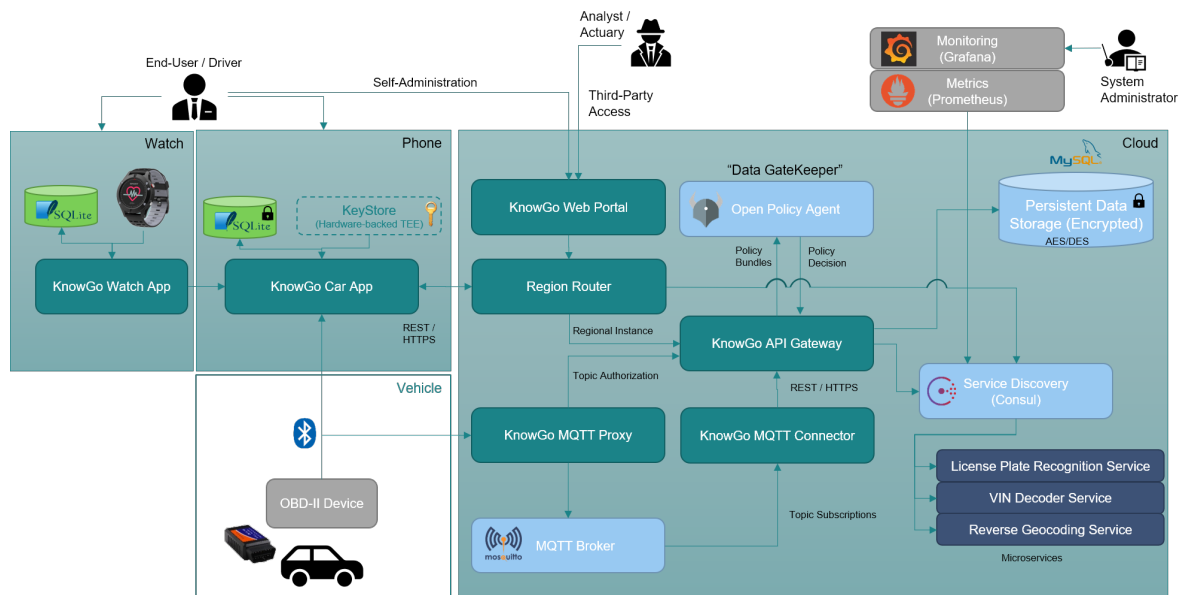 Analyst /
Actuary
Monitoring
(Grafana)
Metrics
(Prometheus)
System
Administrator
End-User / Driver
Self-Administration
Third-Party
Access
Watch
Phone
Cloud
MySQL
SQLite
SQLite
KeyStore
(Hardware-backed TEE)
"Data GateKeeper"
KnowGo Web Portal
Open Policy Agent
Persistent Data
Storage (Encrypted)
AES/DES
Policy
Bundles
Policy
Decision
KnowGo Watch App
KnowGo Car App
Region Router
REST /
HTTPS
Regional Instance
KnowGo API Gateway
Topic Authorization
REST / HTTPS
Service Discovery
(Consul)
Vehicle
KnowGo MQTT Proxy
KnowGo MQTT Connector
License Plate Recognition Service
VIN Decoder Service
Reverse Geocoding Service
Microservices
OBD-II Device
Topic Subscriptions
mosquitto
MQTT Broker